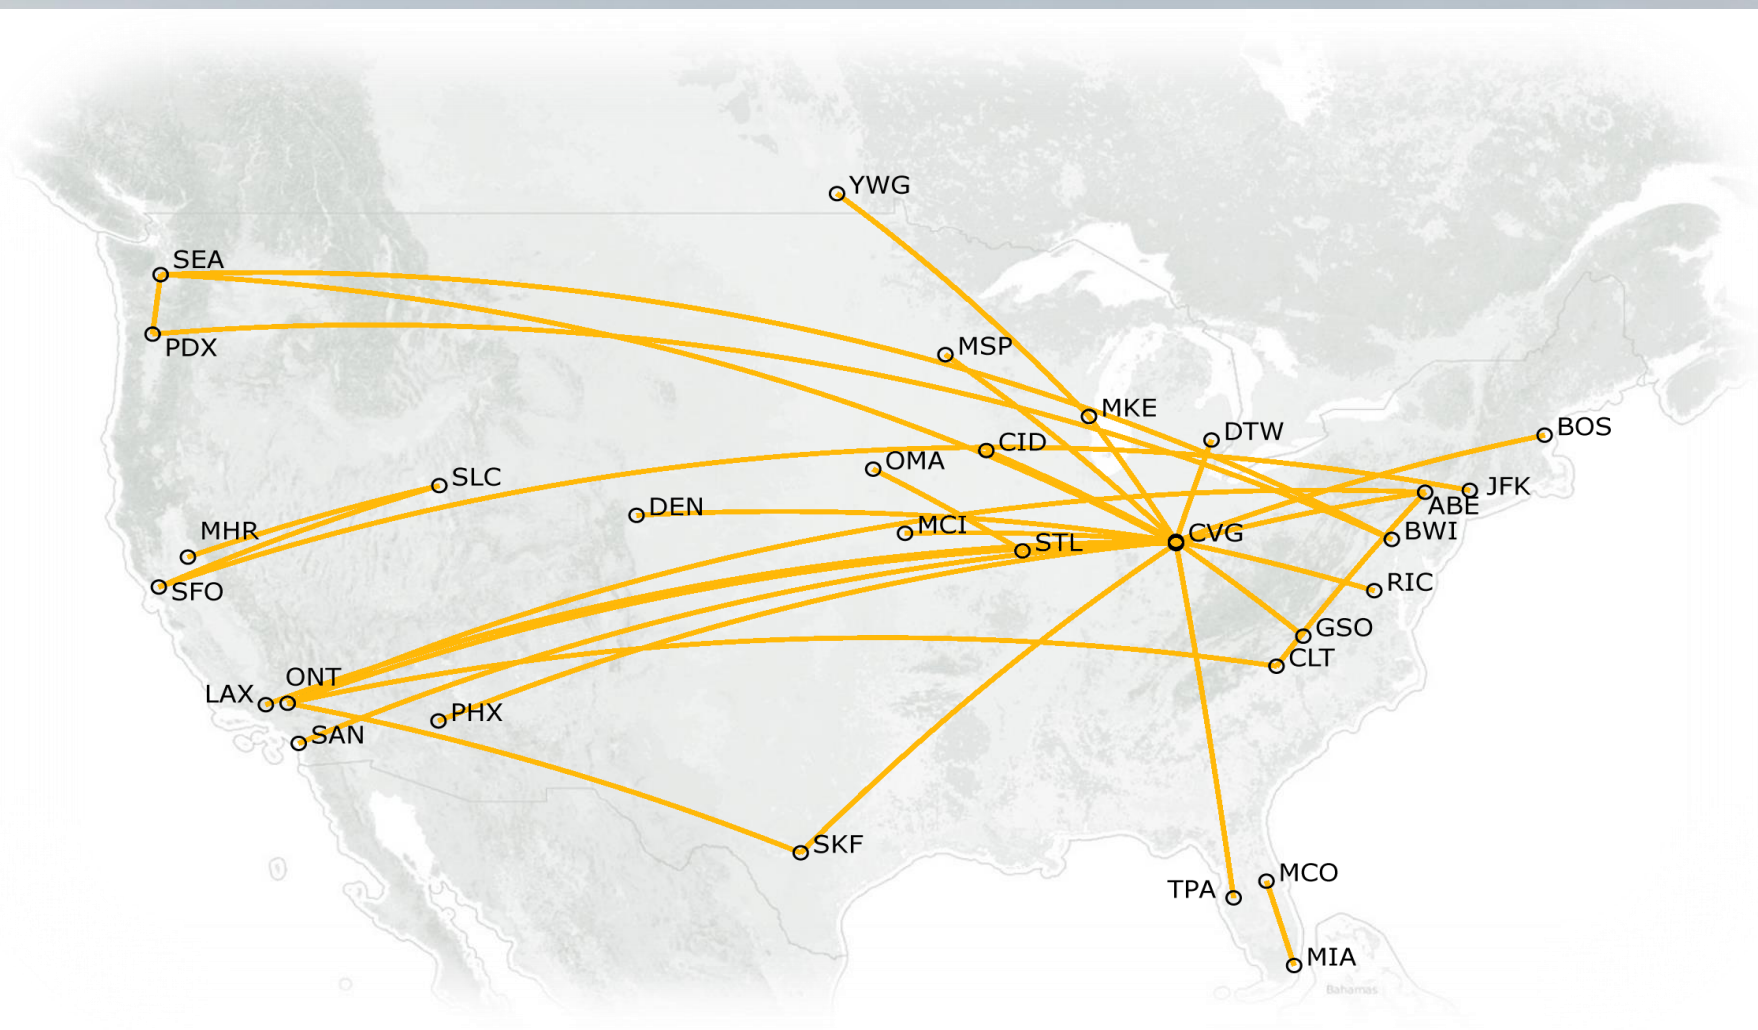 YWG
SEA
PDX
MSP
MKE
DTW
BOS
CID
OMA
SLC
JFK
ABE
DEN
MCI
MHR
BWI
CVG
STL
RIC
SFO
GSO
CLT
ONT
LAX
PHX
SAN
SKF
MCO
TPA
MIA
Bahamas